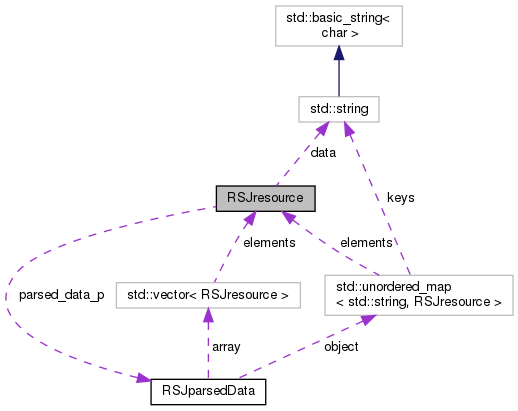 std::basic_string<
char >
std::string
data
RSJresource
keys
elements
elements
parsed_data_p
std::vector< RSJresource >
std::unordered_map
< std::string, RSJresource >
array
object
RSJparsedData